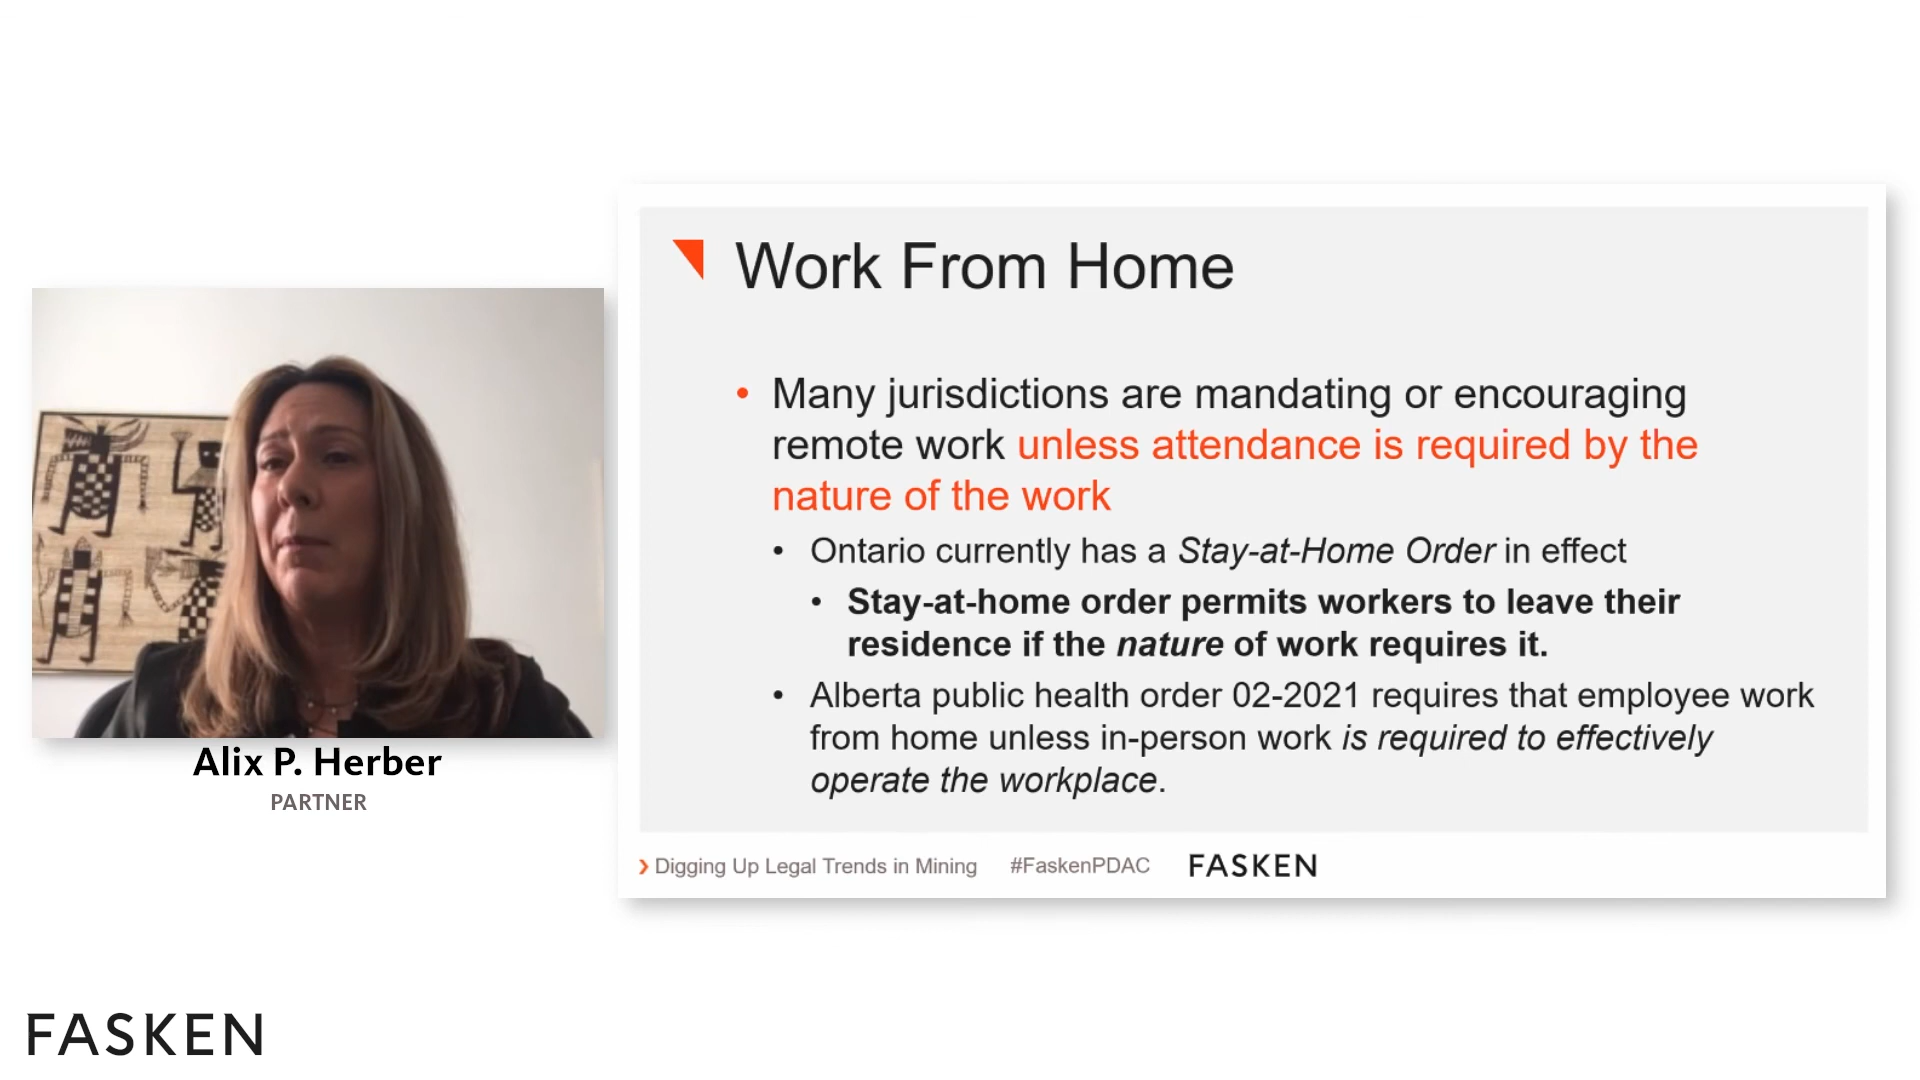 Work From Home
• Many jurisdictions are mandating or encouraging
remote work unless attendance is required by the
nature of the work
• Ontario currently has a Stay-at-Home Order in effect
• Stay-at-home order permits workers to leave their
residence if the nature of work requires it.
• Alberta public health order 02-2021 requires that employee work
from home unless in-person work is required to effectively
operate the workplace.
Alix P. Herber
PARTNER
Digging Up Legal Trends in Mining #FaskenPDAC FASKEN
FASKEN